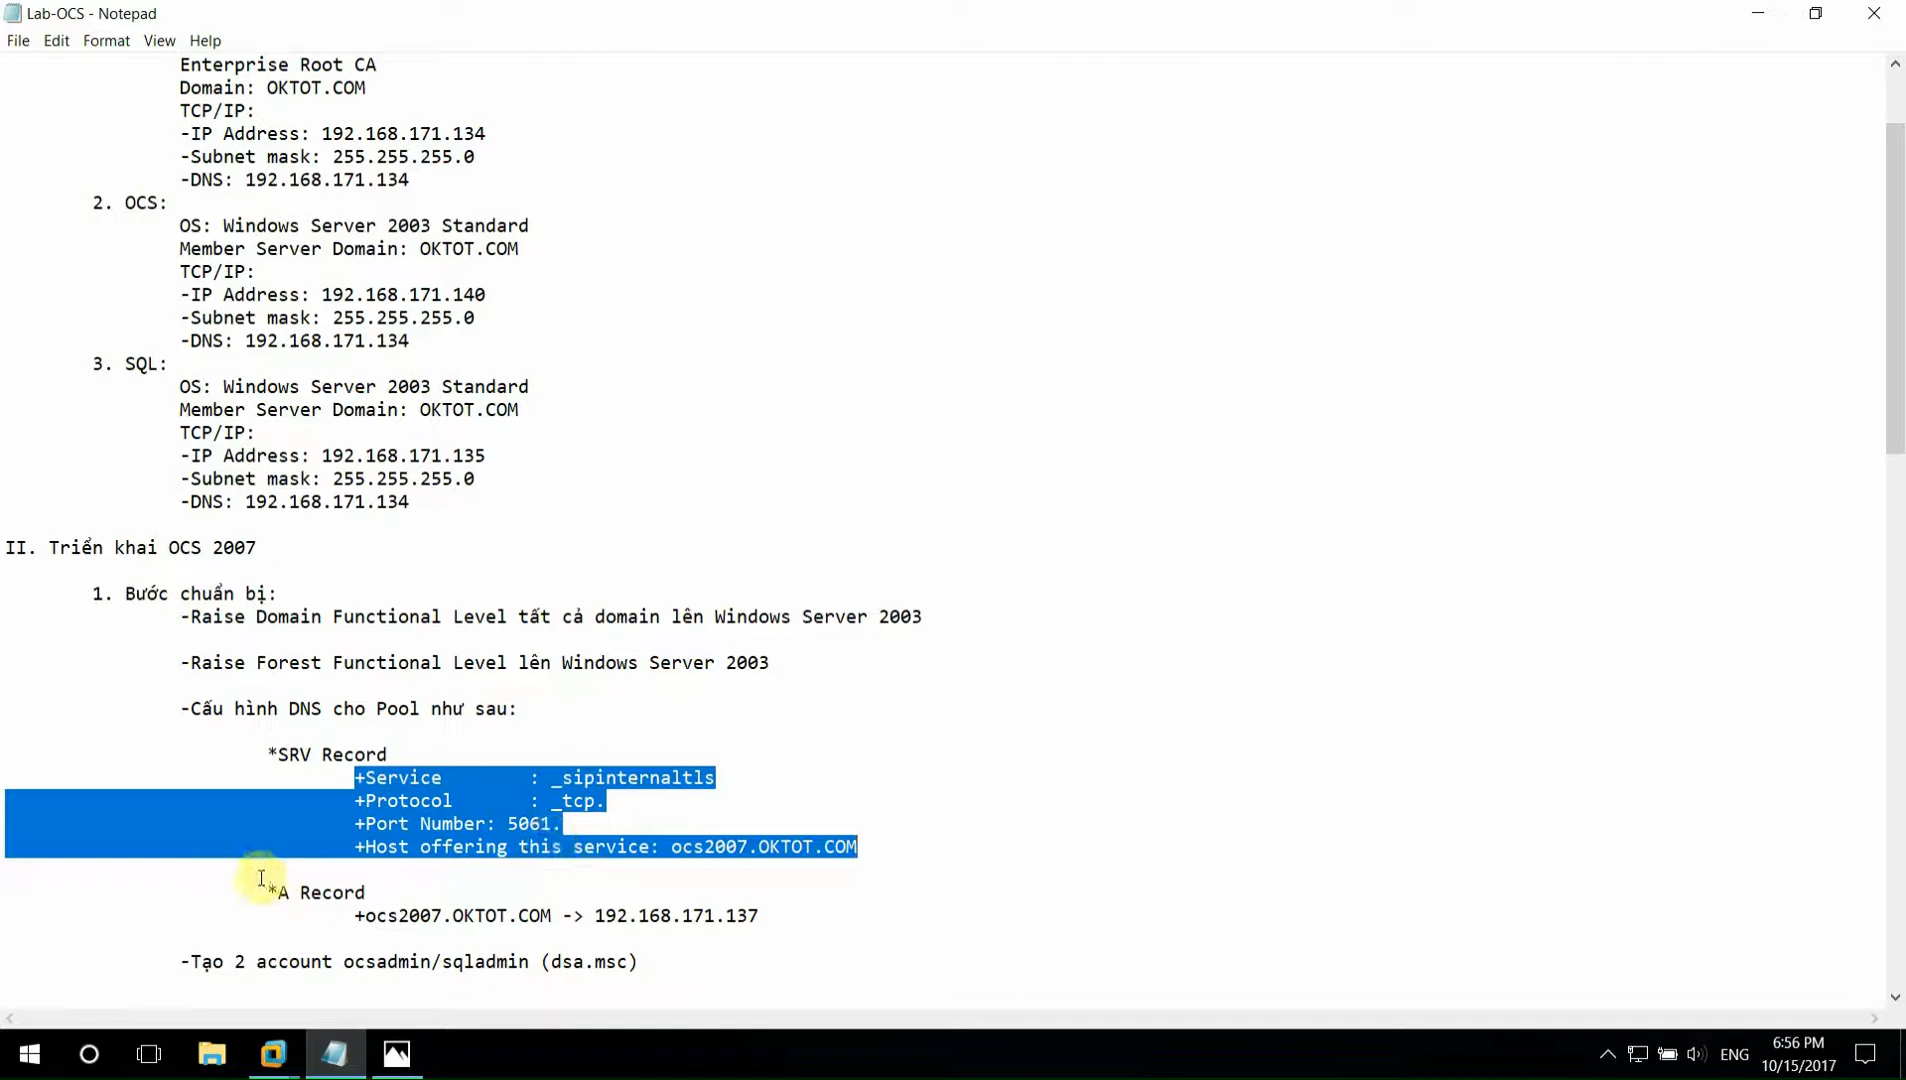 Lab-OCS - Notepad
File Edit Format View Help
Enterprise Root CA
Domain: OKTOT.COM
TCP/IP:
-IP Address: 192.168.171.134
-Subnet mask: 255.255.255.0
-DNS: 192.168.171.134
2. OCS:
OS: Windows Server 2003 Standard
Member Server Domain: OKTOT.COM
TCP/IP:
-IP Address: 192.168.171.140
-Subnet mask: 255.255.255.0
-DNS: 192.168.171.134
3. SQL:
OS: Windows Server 2003 Standard
Member Server Domain: OKTOT.COM
TCP/IP:
-IP Address: 192.168.171.135
-Subnet mask: 255.255.255.0
-DNS: 192.168.171.134
II. Triển khai OCS 2007
1. Bước chuẩn bị:
-Raise Domain Functional Level tất cả domain lên Windows Server 2003
-Raise Forest Functional Level lên Windows Server 2003
-Cấu hình DNS cho Pool như sau:
*SRV Record
+Service : _sipinternaltls
+Protocol : _tcp.
+Port Number: 5061.
+Host offering this service: ocs2007.OKTOT.COM
*A Record
+ocs2007.OKTOT.COM -> 192.168.171.137
-Tạo 2 account ocsadmin/sqladmin (dsa.msc)
ENG
6:56 PM
10/15/2017